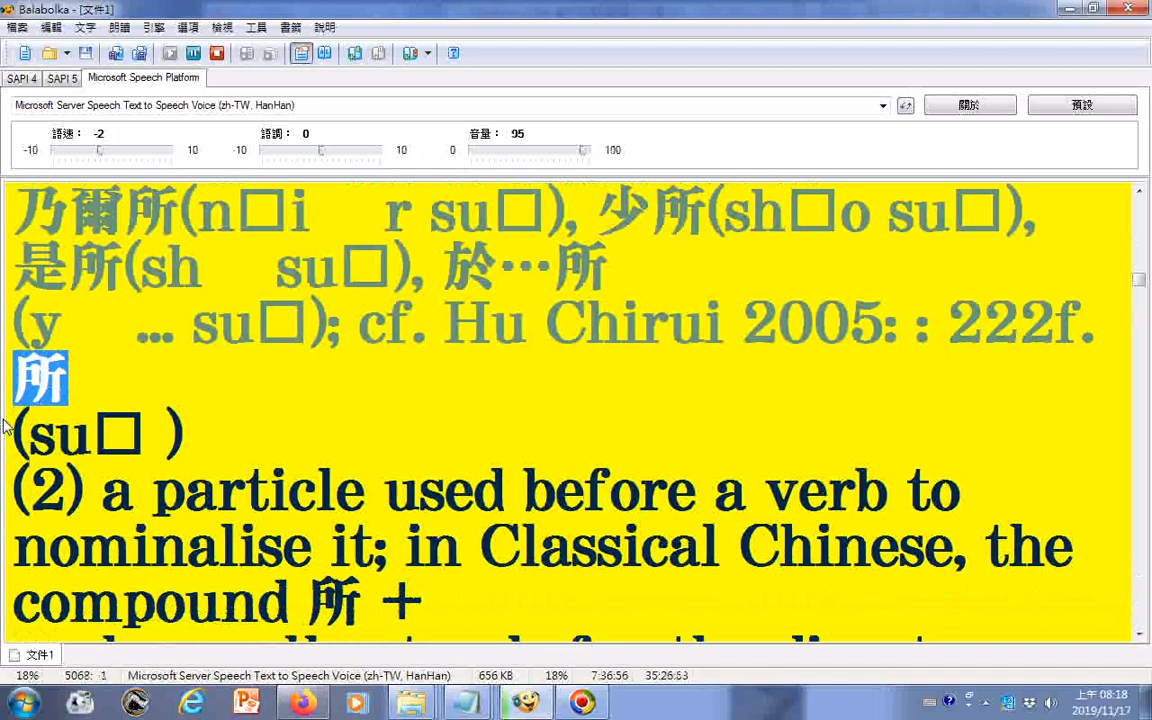 Balabolka - [文件1]
檔案 編輯 文字 朗讀 引擎 選項 檢視 工具 書籤 說明
SAPI 4 SAPI 5 Microsoft Speech Platform
Microsoft Server Speech Text to Speech Voice (zh-TW, HanHan) 關於 預設
語速： -2 語調： 0 音量： 95
-10 10 -10 10 0 100
乃爾所(n□i r su□), 少所(sh□o su□),
是所(sh su□), 於…所
(y ... su□); cf. Hu Chirui 2005: : 222f.
所
(su□ )
(2) a particle used before a verb to
nominalise it; in Classical Chinese, the
compound 所 +
文件1
18% 5068: 1 Microsoft Server Speech Text to Speech Voice (zh-TW, HanHan) 656 KB 18% 7:36:56 35:26:53
上午 08:18
2019/11/17